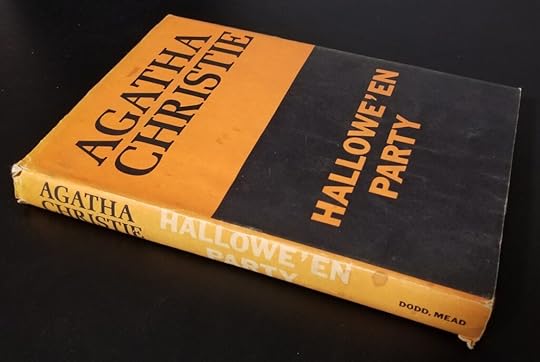 AGATHA
CHRISTIE
HALLOWE'EN
PARTY
AGATHA
CHRISTIE
HALLOWE'EN
PARTY
DODD, MEAD